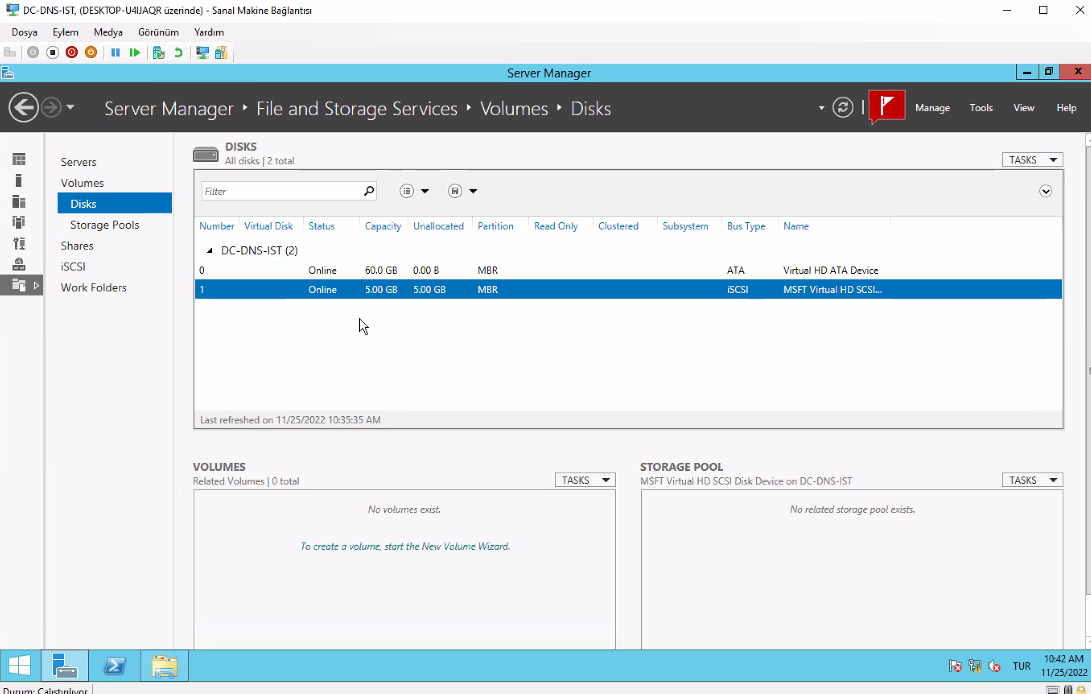 DC-DNS-IST, (DESKTOP-U4IJAQR üzerinde) - Sanal Makine Bağlantısı
Dosya Eylem Medya Görünüm Yardım
Server Manager
Server Manager ‣ File and Storage Services ‣ Volumes ‣ Disks
Manage Tools View Help
Servers
Volumes
Disks
Storage Pools
Shares
iSCSI
Work Folders
DISKS
All disks | 2 total
TASKS
Filter
Number Virtual Disk Status Capacity Unallocated Partition Read Only Clustered Subsystem Bus Type Name
DC-DNS-IST (2)
0 Online 60.0 GB 0.00 B MBR ATA Virtual HD ATA Device
1 Online 5.00 GB 5.00 GB MBR iSCSI MSFT Virtual HD SCSI...
Last refreshed on 11/25/2022 10:35:35 AM
VOLUMES
Related Volumes | 0 total
TASKS
No volumes exist.
To create a volume, start the New Volume Wizard.
STORAGE POOL
MSFT Virtual HD SCSI Disk Device on DC-DNS-IST
TASKS
No related storage pool exists.
TUR
10:42 AM
11/25/2022
Durum: Çalıştırılıyor